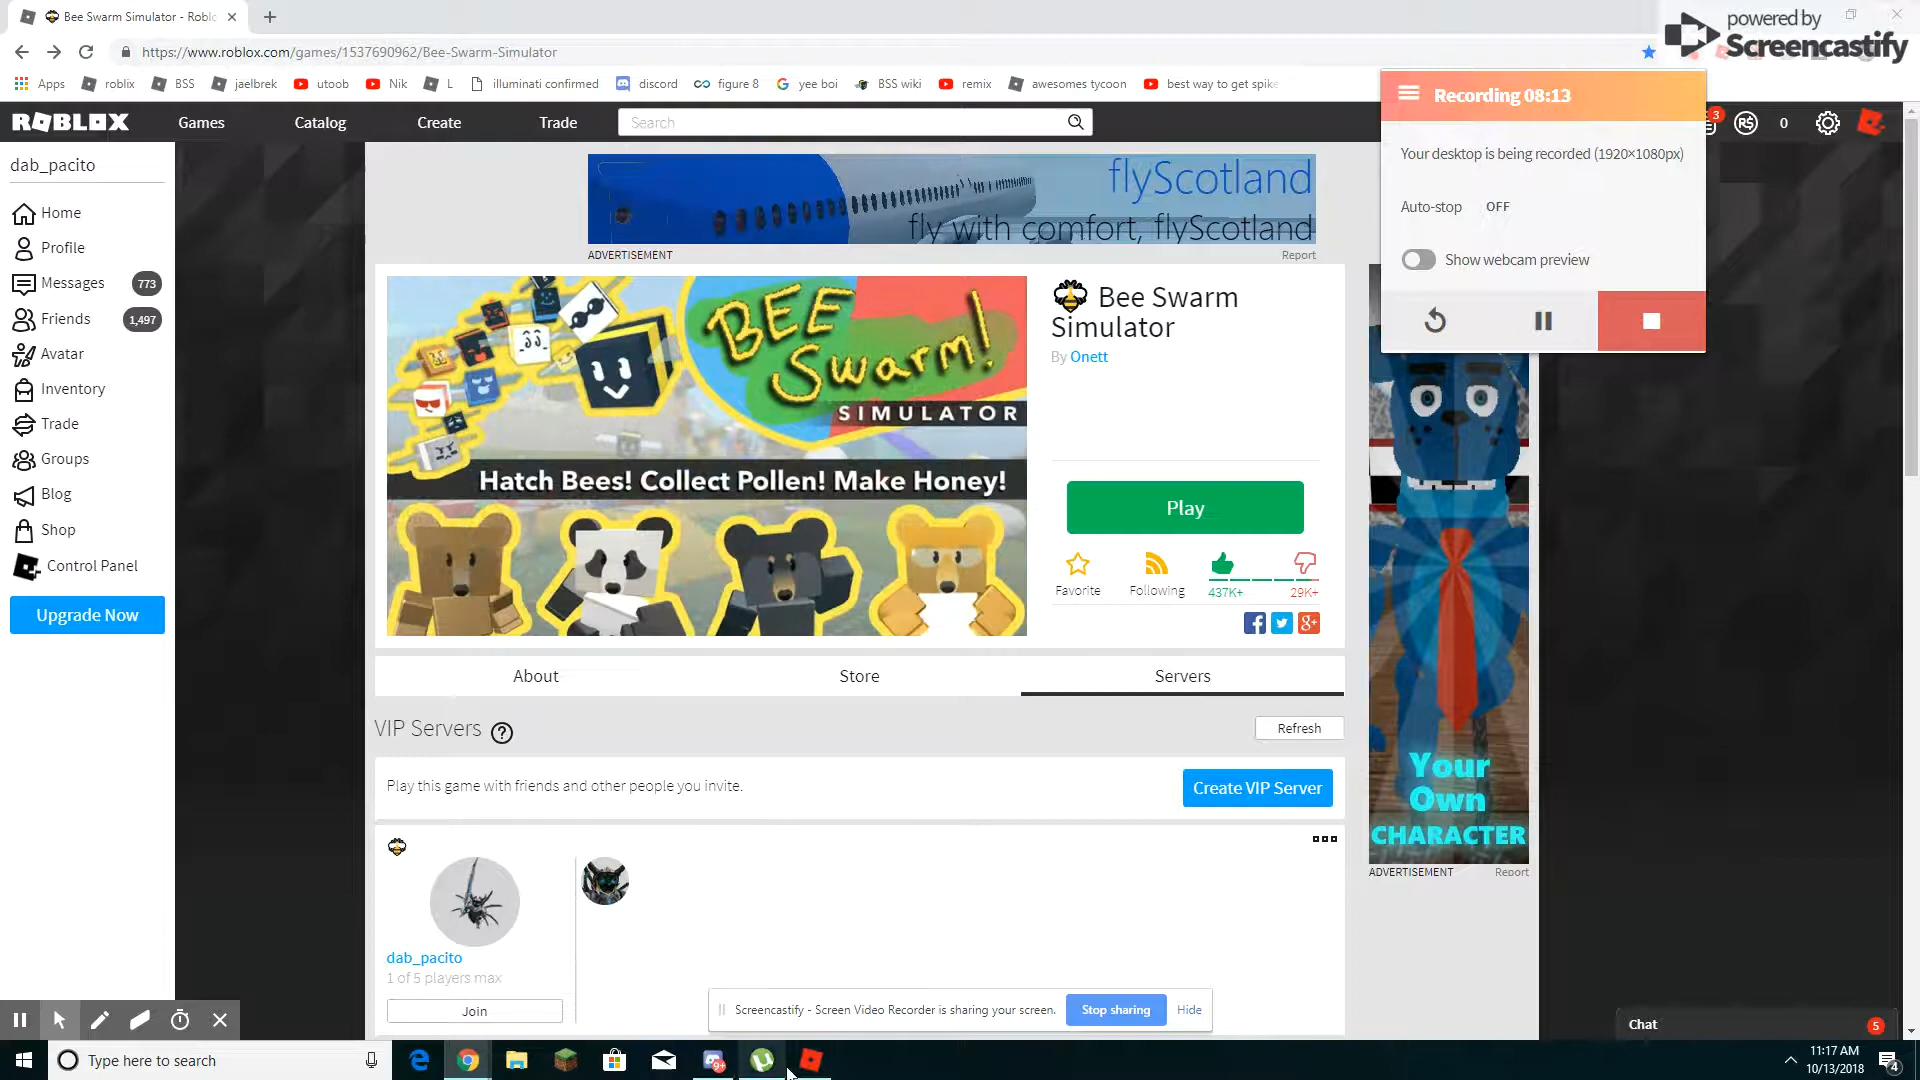 Bee Swarm Simulator - Roblo
powered by
Screencastify
https://www.roblox.com/games/1537690962/Bee-Swarm-Simulator
Apps roblix BSS jaelbrek utoob Nik L illuminati confirmed discord figure 8 yee boi BSS wiki remix awesomes tycoon best way to get spike
Recording 08:13
Your desktop is being recorded (1920×1080px)
Auto-stop OFF
Show webcam preview
ROBLOX Games Catalog Create Trade Search 3 R$ 0
dab_pacito
Home
Profile
Messages 773
Friends 1,497
Avatar
Inventory
Trade
Groups
Blog
Shop
Control Panel
Upgrade Now
flyScotland
fly with comfort, flyScotland
ADVERTISEMENT Report
BEE
Swarm!
SIMULATOR
Hatch Bees! Collect Pollen! Make Honey!
Bee Swarm
Simulator
By Onett
Play
Favorite Following 437K+ 29K+
About Store Servers
VIP Servers ? Refresh
Play this game with friends and other people you invite. Create VIP Server
dab_pacito
1 of 5 players max
Join
Your
Own
CHARACTER
ADVERTISEMENT Report
Screencastify - Screen Video Recorder is sharing your screen. Stop sharing Hide
Chat 5
Type here to search
9+
11:17 AM
10/13/2018
4